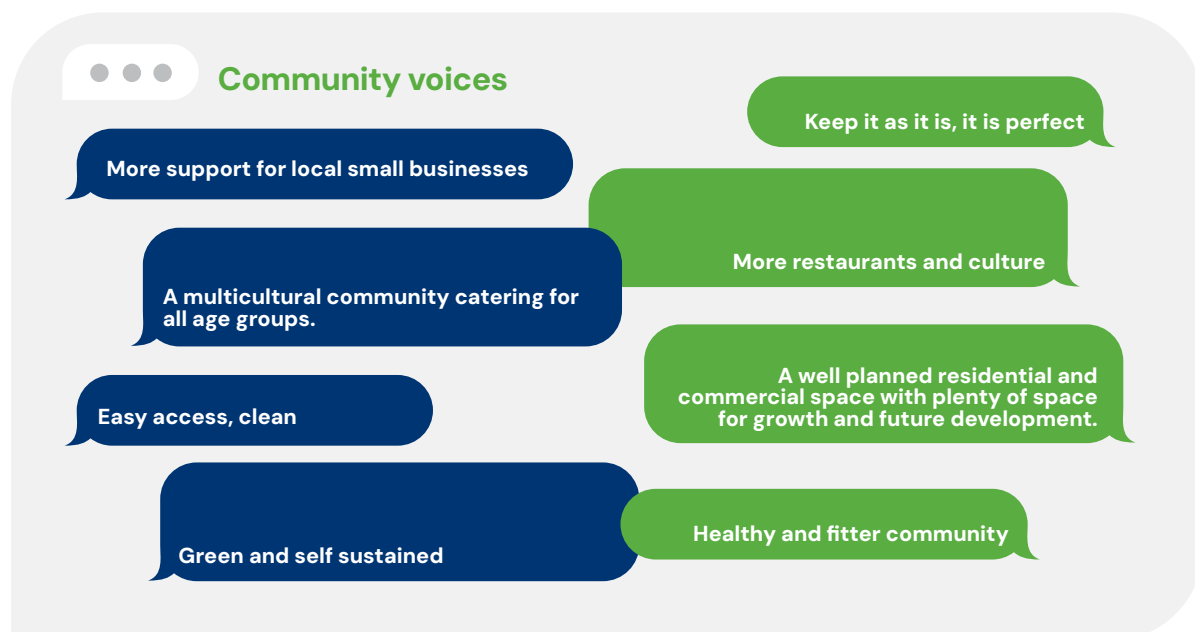 Community voices
Keep it as it is, it is perfect
More support for local small businesses
More restaurants and culture
A multicultural community catering for
all age groups.
A well planned residential and
commercial space with plenty of space
for growth and future development.
Easy access, clean
Healthy and fitter community
Green and self sustained